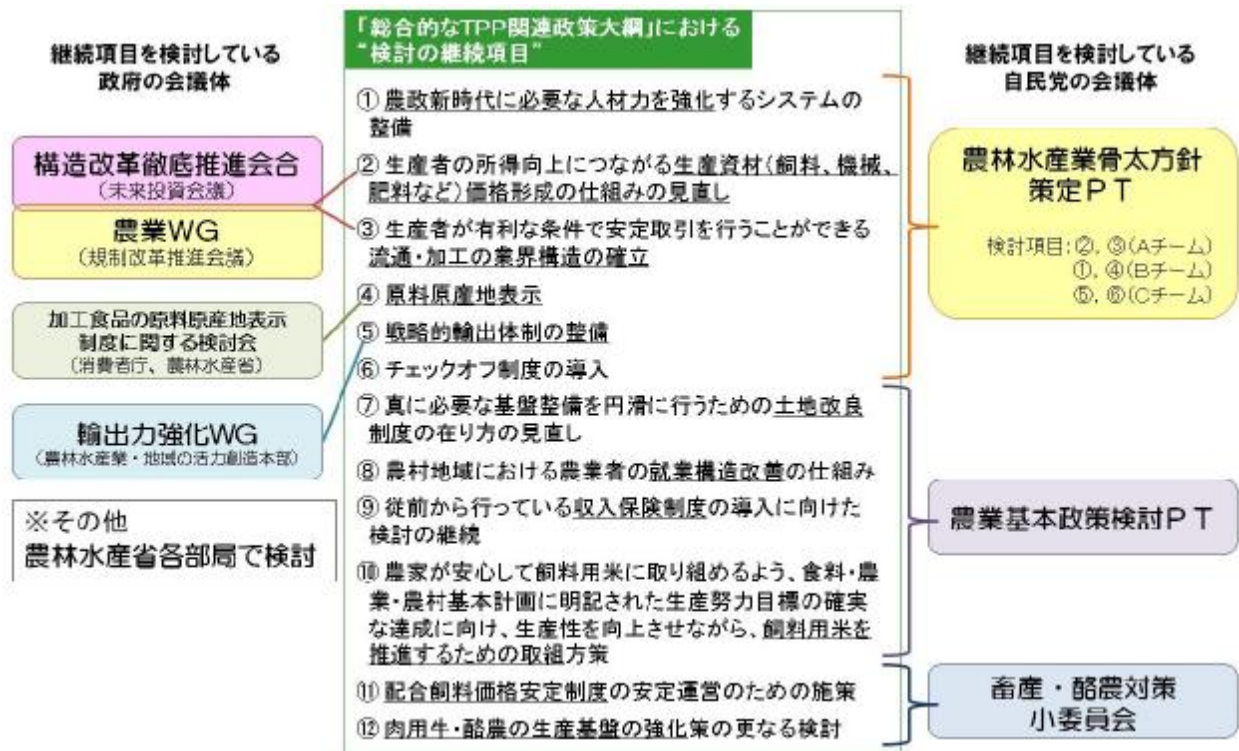 継続項目を検討している
政府の会議体
構造改革徹底推進会合
(未来投資会議)
農業WG
(規制改革推進会議)
加工食品の原料原産地表示
制度に関する検討会
(消費者庁、農林水産省)
輸出力強化WG
(農林水産業・地域の活力創造本部)
※その他
農林水産省各部局で検討
「総合的なTPP関連政策大綱」における
“検討の継続項目”
① 農政新時代に必要な人材力を強化するシステムの
整備
② 生産者の所得向上につながる生産資材(飼料、機械、
肥料など)価格形成の仕組みの見直し
③ 生産者が有利な条件で安定取引を行うことができる
流通・加工の業界構造の確立
④ 原料原産地表示
⑤ 戦略的輸出体制の整備
⑥ チェックオフ制度の導入
⑦ 真に必要な基盤整備を円滑に行うための土地改良
制度の在り方の見直し
⑧ 農村地域における農業者の就業構造改善の仕組み
⑨ 従前から行っている収入保険制度の導入に向けた
検討の継続
⑩ 農家が安心して飼料用米に取り組めるよう、食料・農
業・農村基本計画に明記された生産努力目標の確実
な達成に向け、生産性を向上させながら、飼料用米を
推進するための取組方策
⑪ 配合飼料価格安定制度の安定運営のための施策
⑫ 肉用牛・酪農の生産基盤の強化策の更なる検討
継続項目を検討している
自民党の会議体
農林水産業骨太方針
策定PT
検討項目:②, ③(Aチーム)
①, ④(Bチーム)
⑤, ⑥(Cチーム)
農業基本政策検討PT
畜産・酪農対策
小委員会